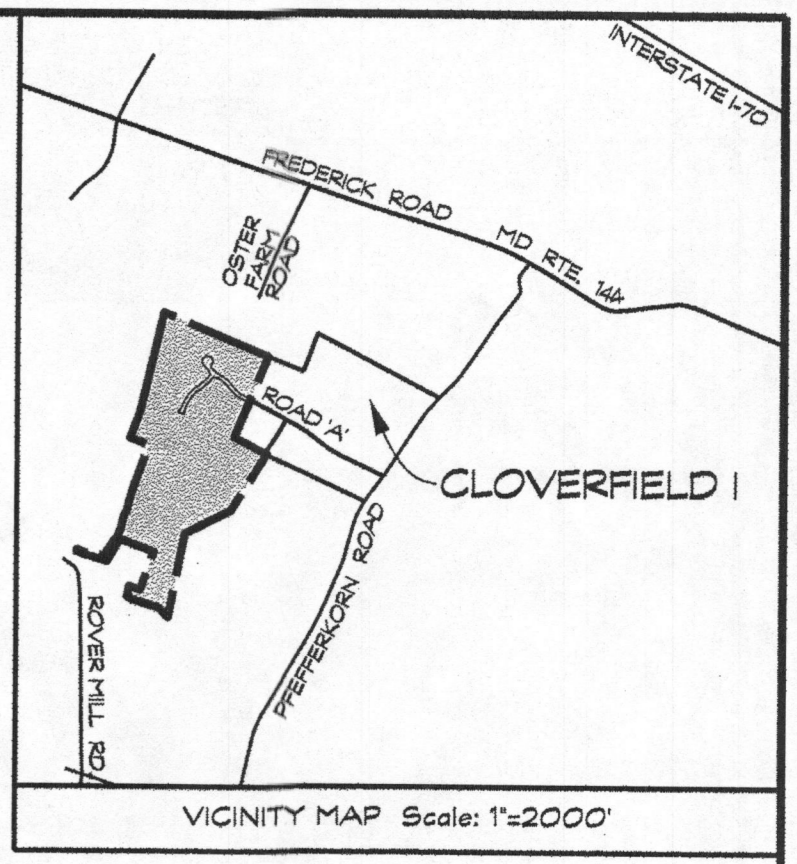 INTERSTATE I-70
FREDERICK ROAD
MD RTE. 144
OSTER
FARM
ROAD
ROAD 'A'
CLOVERFIELD I
PFEFFERKORN ROAD
ROVER MILL RD.
VICINITY MAP Scale: 1"=2000'